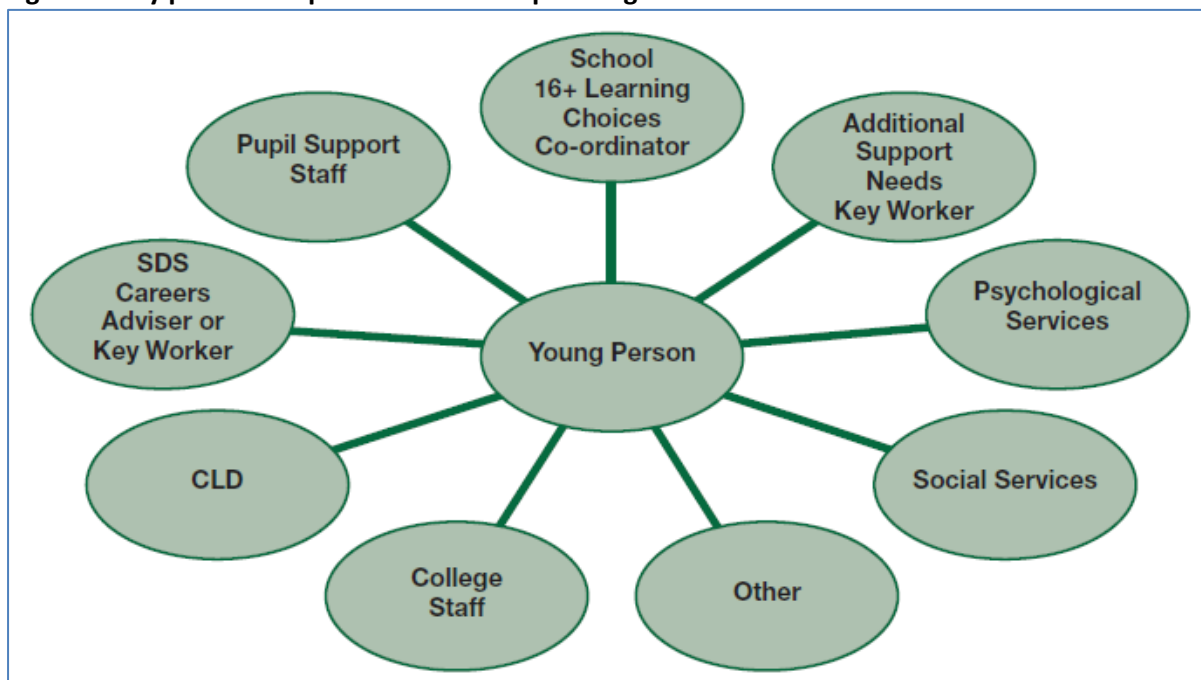 School
16+ Learning
Choices
Co-ordinator
Additional
Support
Needs
Key Worker
Pupil Support
Staff
SDS
Careers
Adviser or
Key Worker
Psychological
Services
Young Person
CLD
Social Services
College
Staff
Other